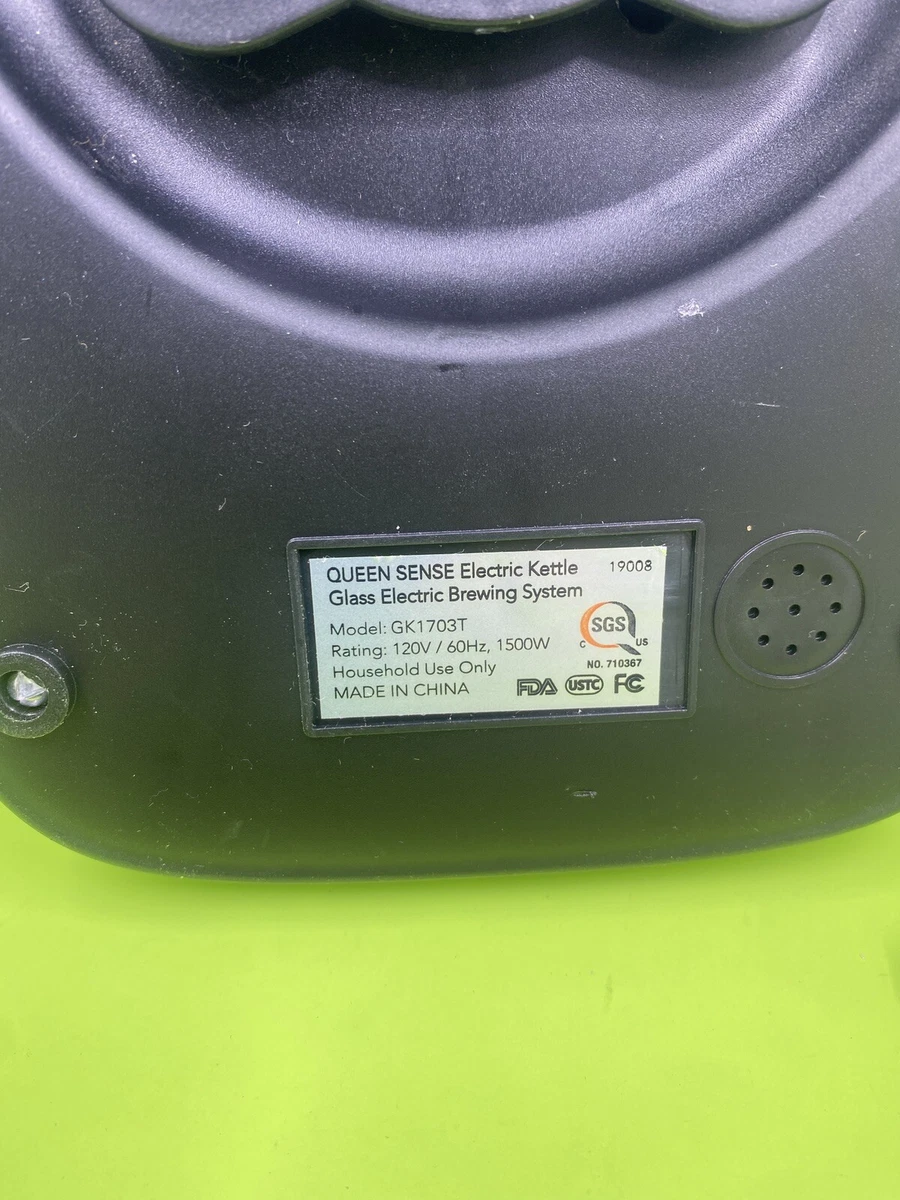 QUEEN SENSE Electric Kettle 19008
Glass Electric Brewing System
Model: GK1703T
Rating: 120V / 60Hz, 1500W
Household Use Only
MADE IN CHINA
SGS
C US
NO. 710367
FDA USTC FC